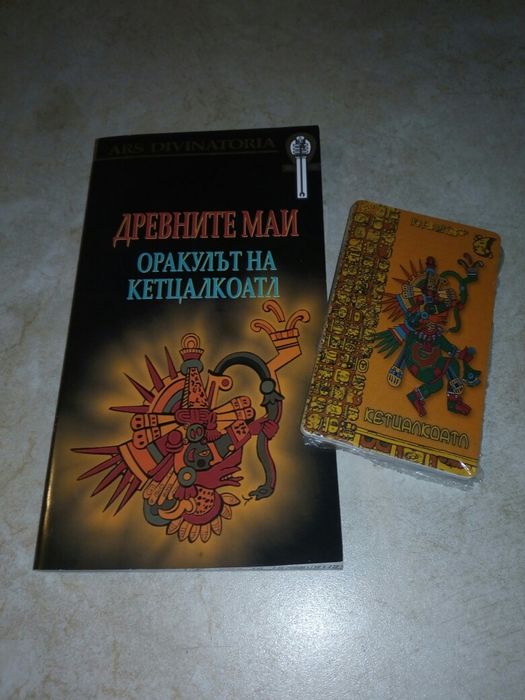 ARS DIVINATORIA
ДРЕВНИТЕ МАИ
ОРАКУЛЪТ НА
КЕТЦАЛКОАТЛ
КЕТЦАЛКОАТЛ